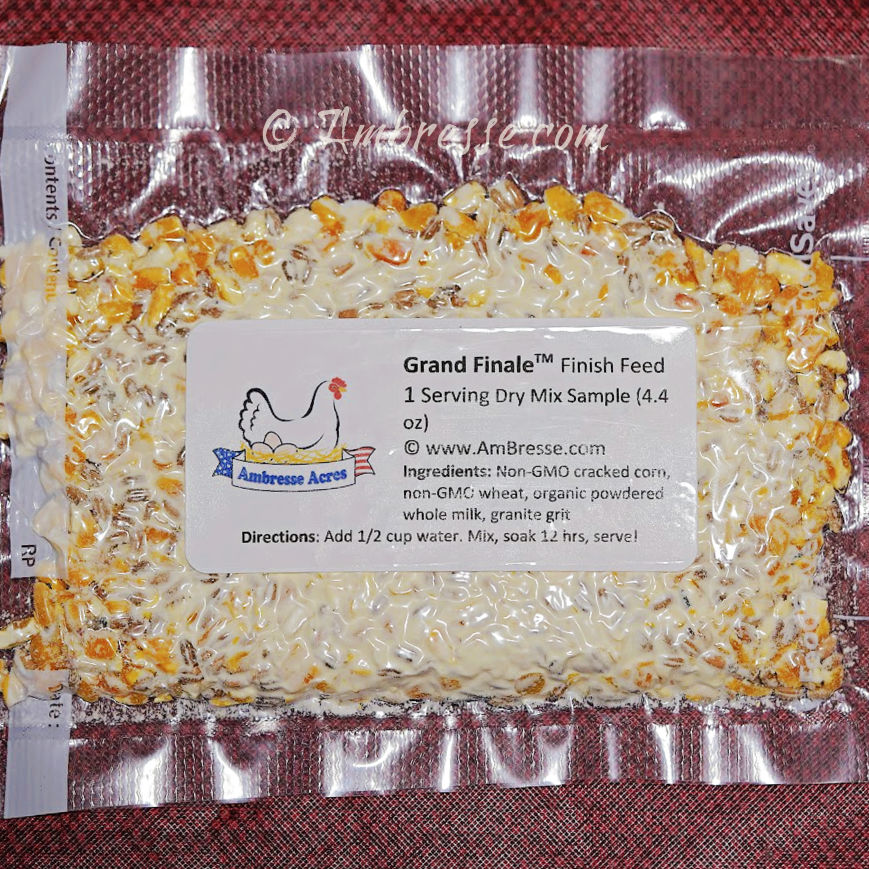 © Ambresse.com
Contents / Conteni
Grand Finale™ Finish Feed
1 Serving Dry Mix Sample (4.4
oz)
© www.AmBresse.com
Ingredients: Non-GMO cracked corn,
non-GMO wheat, organic powdered
whole milk, granite grit
Directions: Add 1/2 cup water. Mix, soak 12 hrs, serve!
Ambresse Acres
RP